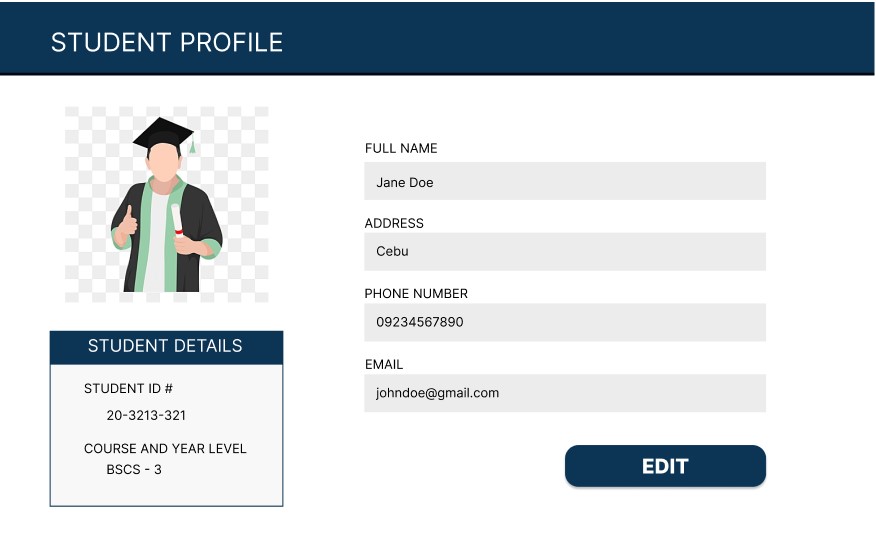 STUDENT PROFILE
FULL NAME
Jane Doe
ADDRESS
Cebu
PHONE NUMBER
09234567890
EMAIL
johndoe@gmail.com
EDIT
STUDENT DETAILS
STUDENT ID #
20-3213-321
COURSE AND YEAR LEVEL
BSCS - 3